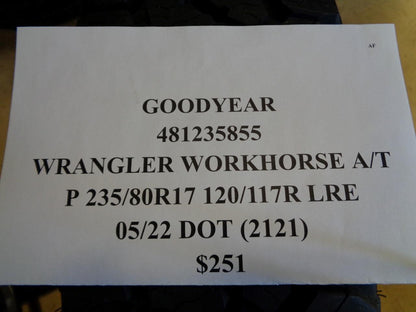 AF
GOODYEAR
481235855
WRANGLER WORKHORSE A/T
P 235/80R17 120/117R LRE
05/22 DOT (2121)
$251